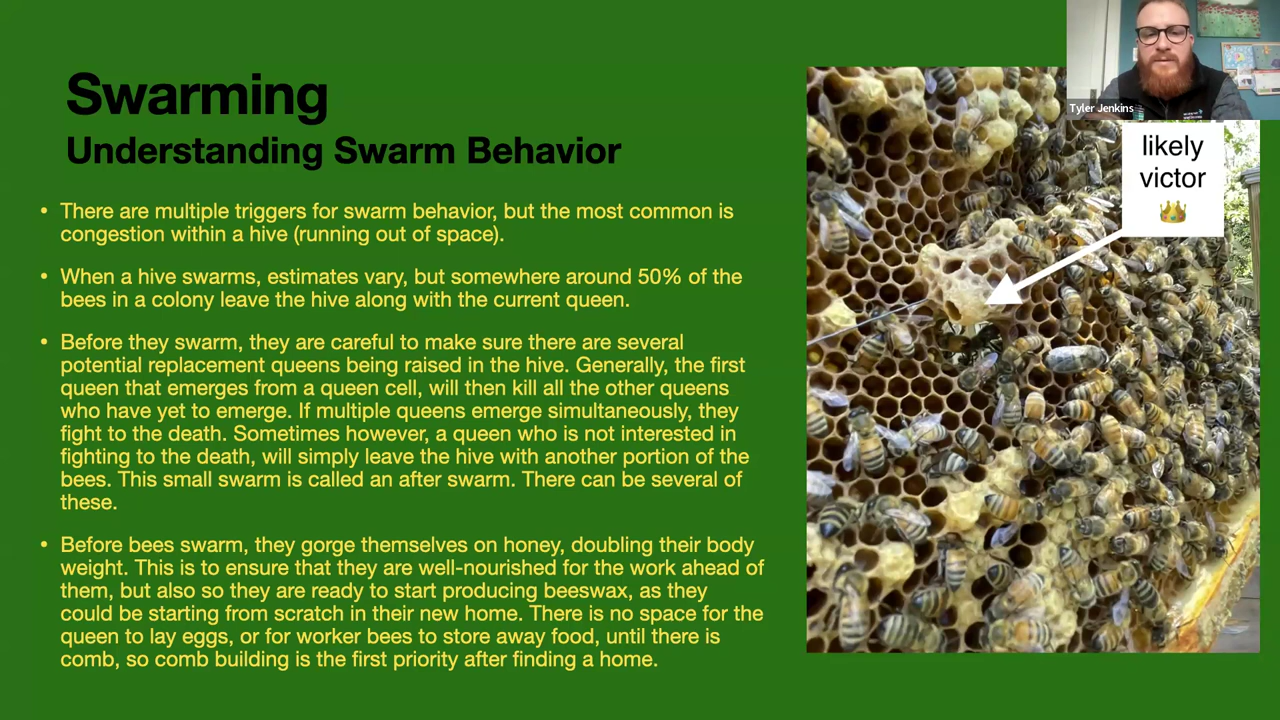 Swarming
Understanding Swarm Behavior
• There are multiple triggers for swarm behavior, but the most common is
congestion within a hive (running out of space).
• When a hive swarms, estimates vary, but somewhere around 50% of the
bees in a colony leave the hive along with the current queen.
• Before they swarm, they are careful to make sure there are several
potential replacement queens being raised in the hive. Generally, the first
queen that emerges from a queen cell, will then kill all the other queens
who have yet to emerge. If multiple queens emerge simultaneously, they
fight to the death. Sometimes however, a queen who is not interested in
fighting to the death, will simply leave the hive with another portion of the
bees. This small swarm is called an after swarm. There can be several of
these.
• Before bees swarm, they gorge themselves on honey, doubling their body
weight. This is to ensure that they are well-nourished for the work ahead of
them, but also so they are ready to start producing beeswax, as they
could be starting from scratch in their new home. There is no space for the
queen to lay eggs, or for worker bees to store away food, until there is
comb, so comb building is the first priority after finding a home.
Tyler Jenkins
likely
victor